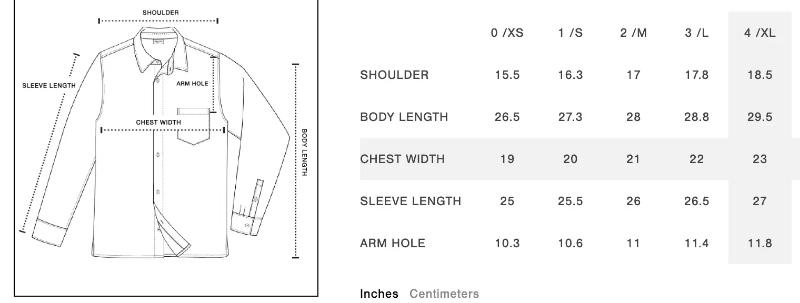 SHOULDER
SLEEVE LENGTH
ARM HOLE
CHEST WIDTH
BODY LENGTH
0 /XS 1 /S 2 /M 3 /L 4 /XL
SHOULDER 15.5 16.3 17 17.8 18.5
BODY LENGTH 26.5 27.3 28 28.8 29.5
CHEST WIDTH 19 20 21 22 23
SLEEVE LENGTH 25 25.5 26 26.5 27
ARM HOLE 10.3 10.6 11 11.4 11.8
Inches Centimeters